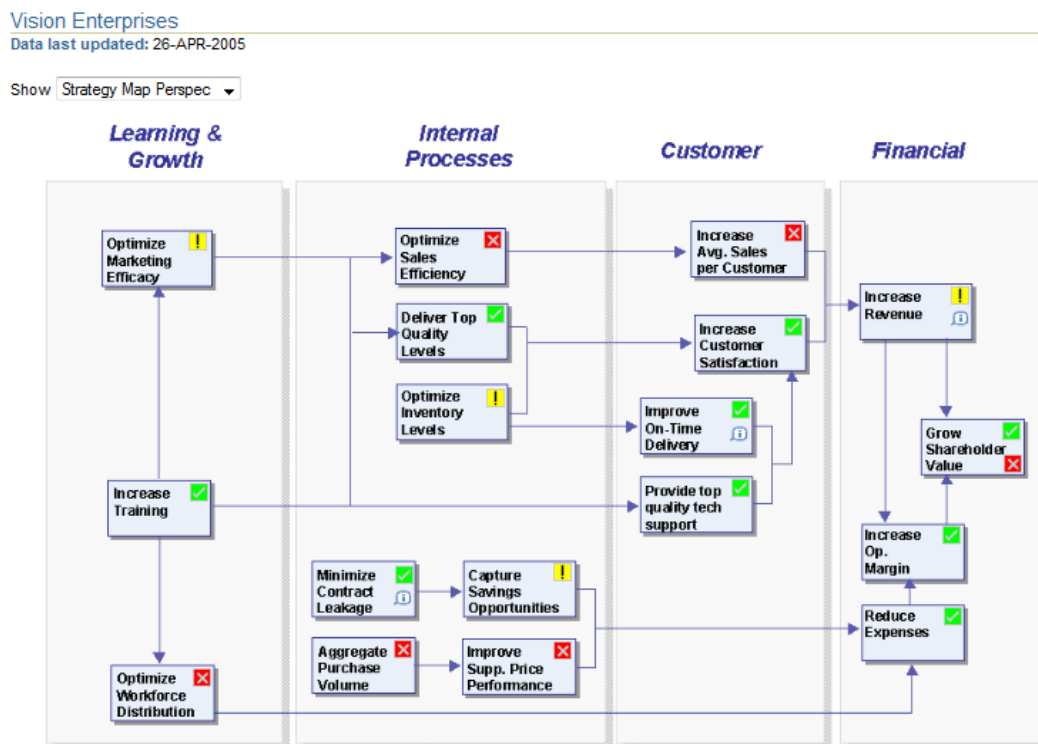 Vision Enterprises
Data last updated: 26-APR-2005
Show Strategy Map Perspec
Learning &
Growth
Internal
Processes
Customer
Financial
Optimize
Marketing
Efficacy
Increase
Training
Optimize
Workforce
Distribution
Optimize
Sales
Efficiency
Deliver Top
Quality
Levels
Optimize
Inventory
Levels
Minimize
Contract
Leakage
Capture
Savings
Opportunities
Aggregate
Purchase
Volume
Improve
Supp. Price
Performance
Increase
Avg. Sales
per Customer
Increase
Customer
Satisfaction
Improve
On-Time
Delivery
Provide top
quality tech
support
Increase
Revenue
Grow
Shareholder
Value
Increase
Op.
Margin
Reduce
Expenses